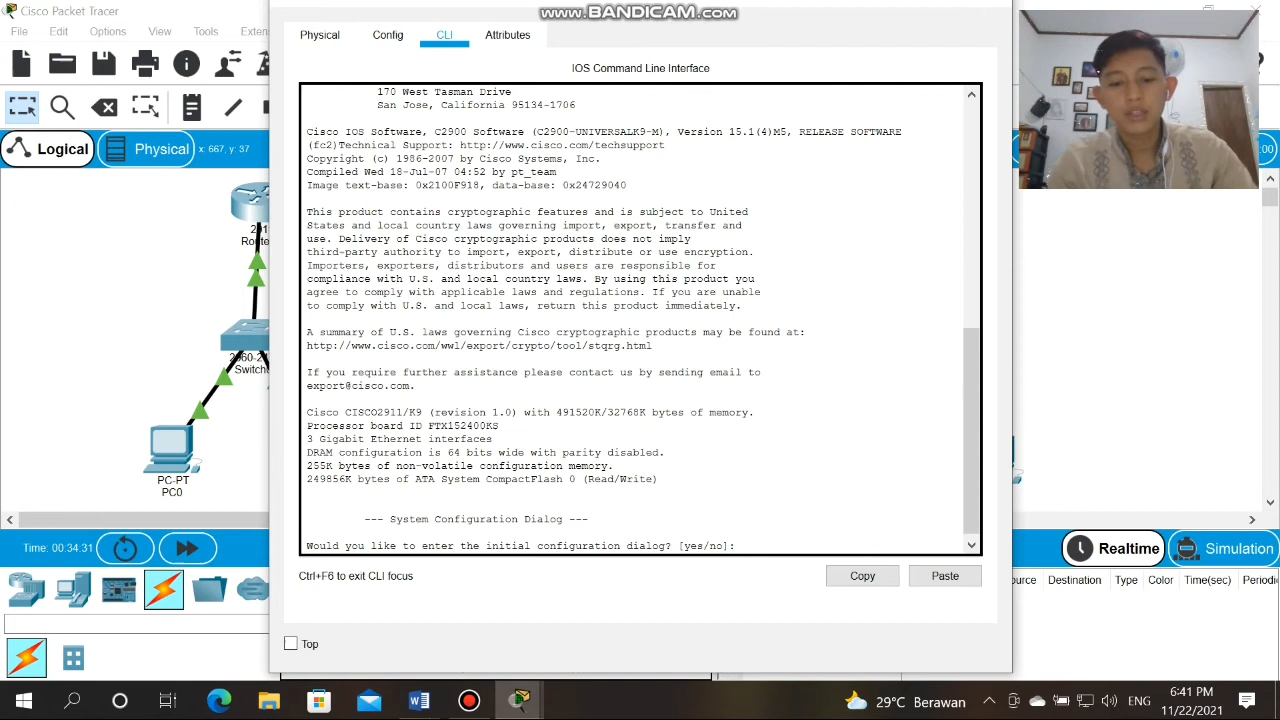 www.BANDICAM.com
Cisco Packet Tracer
File Edit Options View Tools Exten
Physical Config CLI Attributes
IOS Command Line Interface
Logical
Physical x: 667, y: 37
170 West Tasman Drive
San Jose, California 95134-1706
Cisco IOS Software, C2900 Software (C2900-UNIVERSALK9-M), Version 15.1(4)M5, RELEASE SOFTWARE
(fc2)Technical Support: http://www.cisco.com/techsupport
Copyright (c) 1986-2007 by Cisco Systems, Inc.
Compiled Wed 18-Jul-07 04:52 by pt_team
Image text-base: 0x2100F918, data-base: 0x24729040
This product contains cryptographic features and is subject to United
States and local country laws governing import, export, transfer and
use. Delivery of Cisco cryptographic products does not imply
third-party authority to import, export, distribute or use encryption.
Importers, exporters, distributors and users are responsible for
compliance with U.S. and local country laws. By using this product you
agree to comply with applicable laws and regulations. If you are unable
to comply with U.S. and local laws, return this product immediately.
A summary of U.S. laws governing Cisco cryptographic products may be found at:
http://www.cisco.com/wwl/export/crypto/tool/stqrg.html
If you require further assistance please contact us by sending email to
export@cisco.com.
Cisco CISCO2911/K9 (revision 1.0) with 491520K/32768K bytes of memory.
Processor board ID FTX152400KS
3 Gigabit Ethernet interfaces
DRAM configuration is 64 bits wide with parity disabled.
255K bytes of non-volatile configuration memory.
249856K bytes of ATA System CompactFlash 0 (Read/Write)
--- System Configuration Dialog ---
Would you like to enter the initial configuration dialog? [yes/no]:
Ctrl+F6 to exit CLI focus
Copy Paste
Top
:00
291
Route
2960-24
Switch
PC-PT
PC0
Time: 00:34:31
Realtime
Simulation
ource Destination Type Color Time(sec) Periodi
29°C Berawan
ENG
6:41 PM
11/22/2021